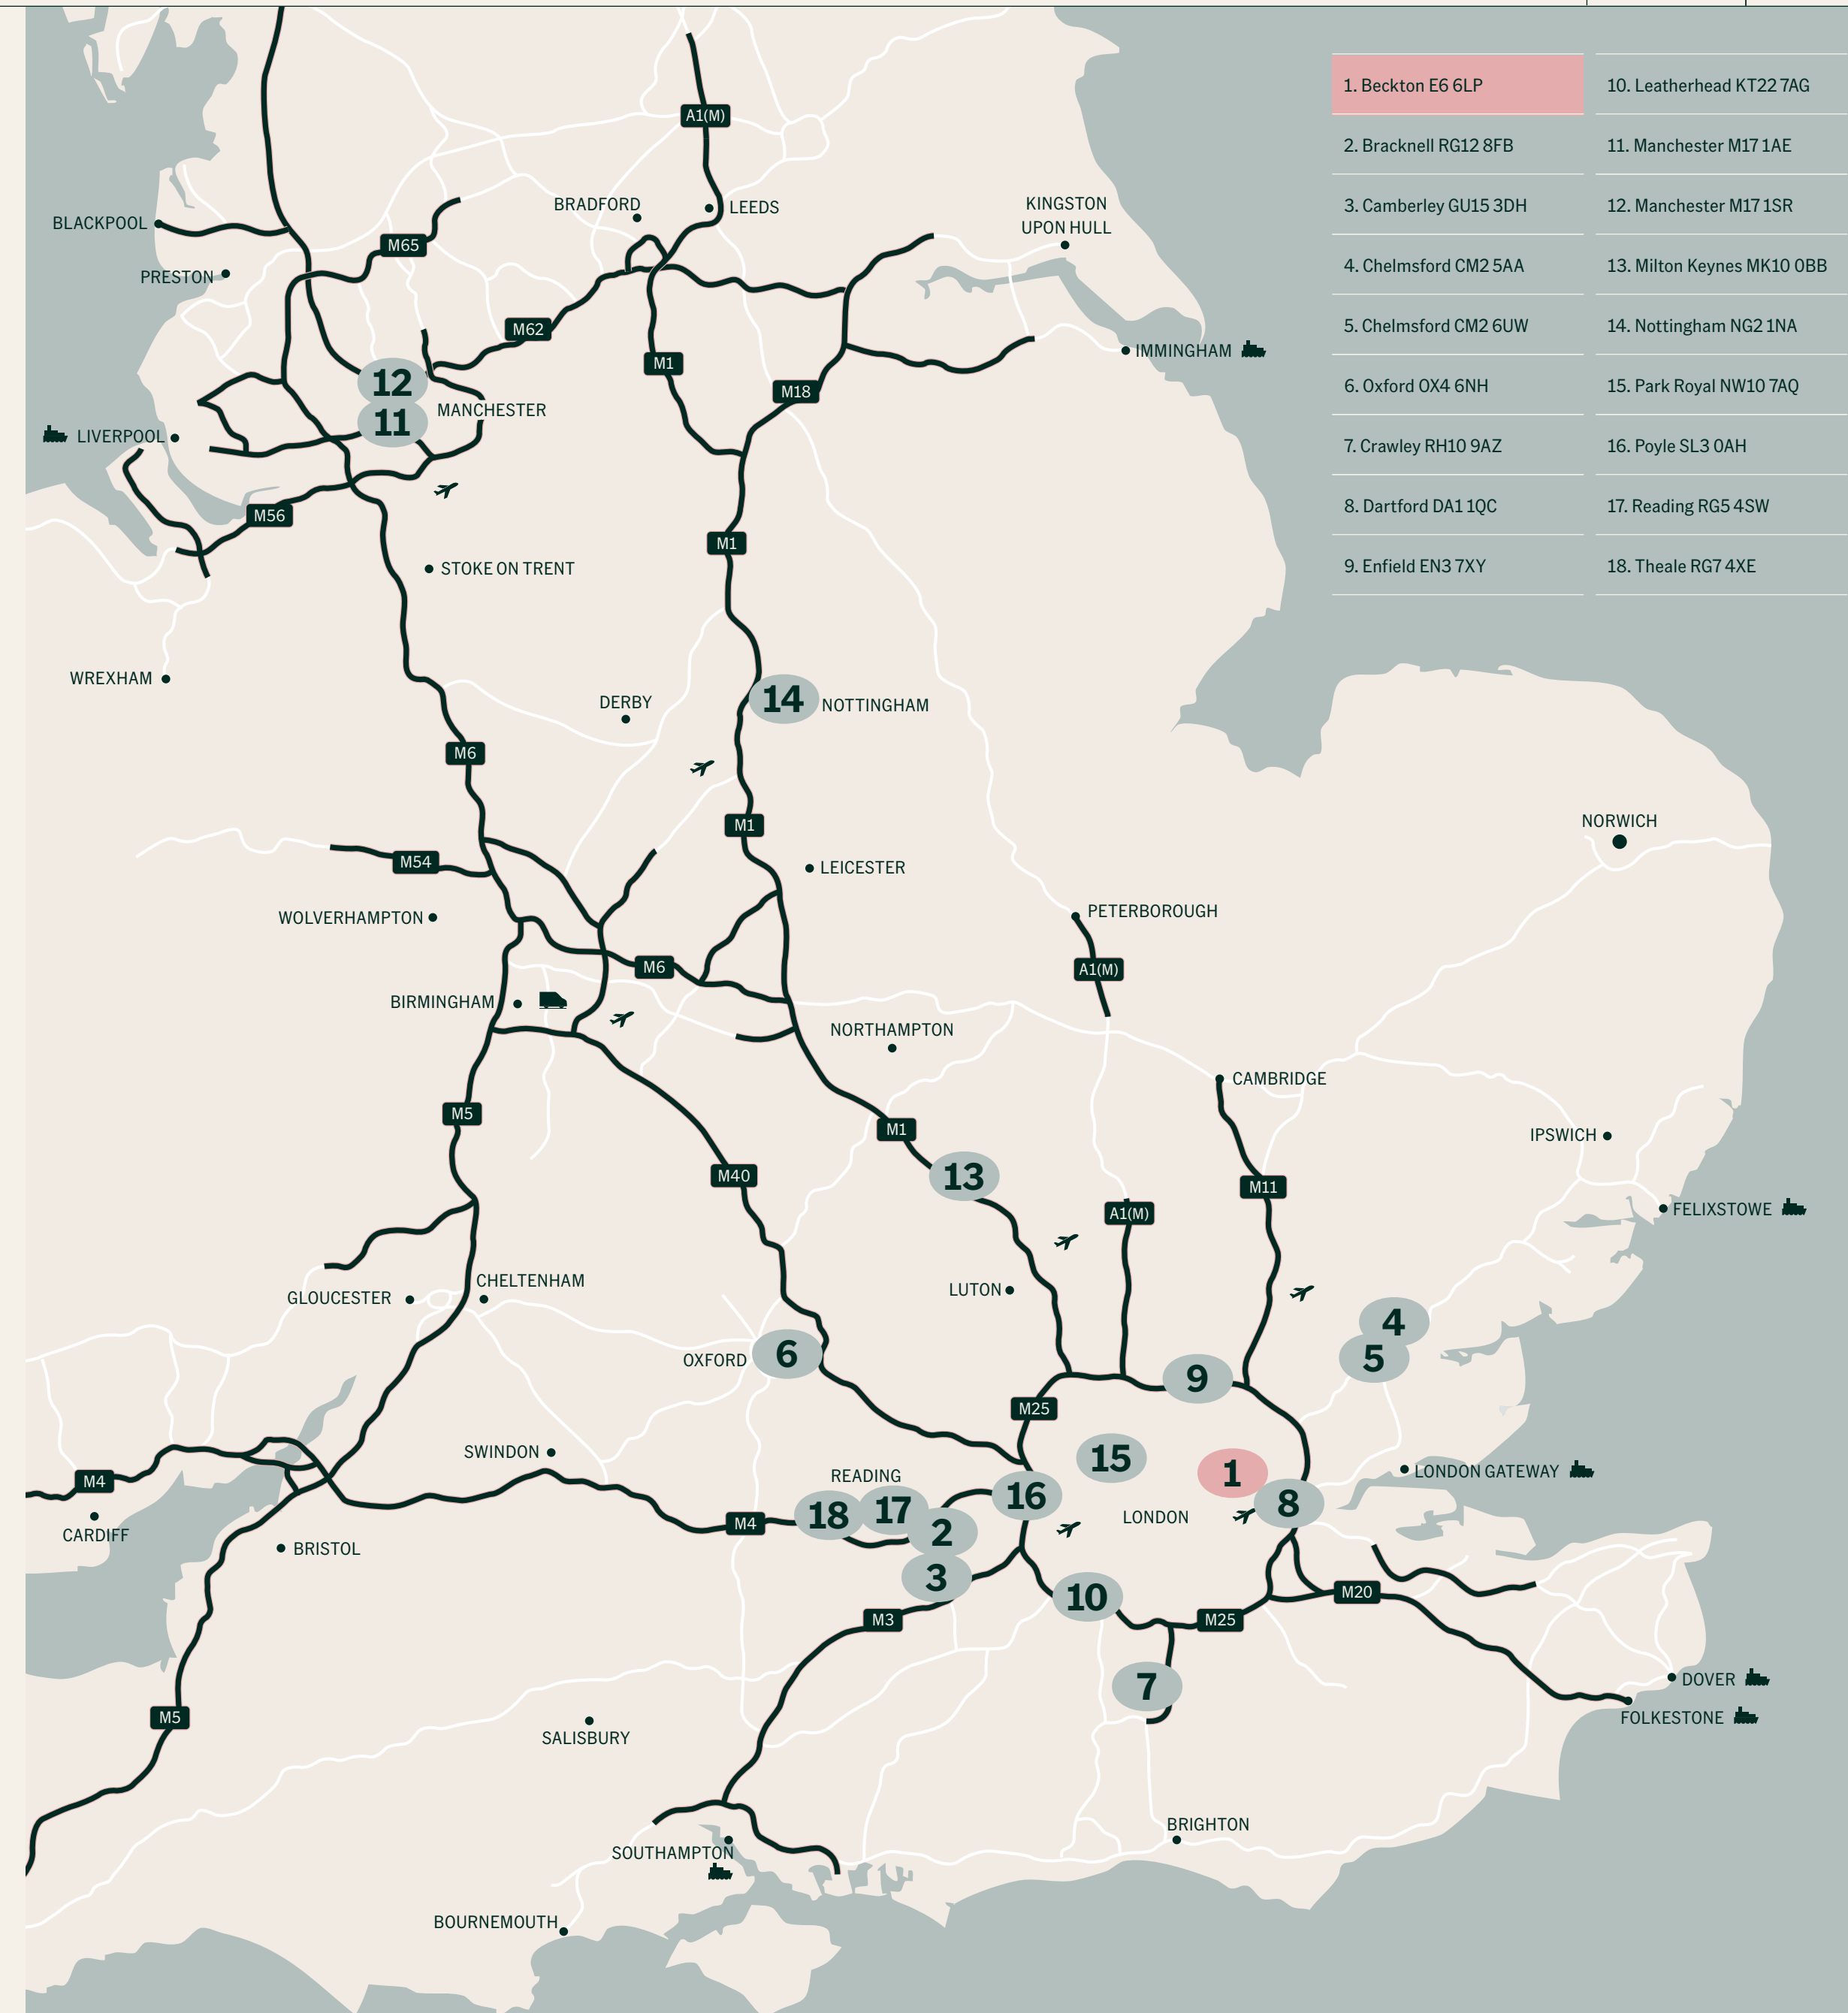 1. Beckton E6 6LP
2. Bracknell RG12 8FB
3. Camberley GU15 3DH
4. Chelmsford CM2 5AA
5. Chelmsford CM2 6UW
6. Oxford OX4 6NH
7. Crawley RH10 9AZ
8. Dartford DA1 1QC
9. Enfield EN3 7XY
10. Leatherhead KT22 7AG
11. Manchester M17 1AE
12. Manchester M17 1SR
13. Milton Keynes MK10 0BB
14. Nottingham NG2 1NA
15. Park Royal NW10 7AQ
16. Poyle SL3 0AH
17. Reading RG5 4SW
18. Theale RG7 4XE
A1(M)
BRADFORD
LEEDS
KINGSTON
UPON HULL
BLACKPOOL
M65
PRESTON
M62
IMMINGHAM
M1
12
M18
MANCHESTER
11
LIVERPOOL
M56
M1
STOKE ON TRENT
WREXHAM
DERBY
14
NOTTINGHAM
M6
M1
NORWICH
M54
LEICESTER
WOLVERHAMPTON
PETERBOROUGH
M6
A1(M)
BIRMINGHAM
NORTHAMPTON
CAMBRIDGE
M5
M1
IPSWICH
M40
13
M11
A1(M)
FELIXSTOWE
CHELTENHAM
LUTON
GLOUCESTER
4
6
OXFORD
5
9
M25
SWINDON
15
1
LONDON GATEWAY
READING
M4
16
8
18
17
2
M4
LONDON
CARDIFF
BRISTOL
3
10
M20
M3
M25
7
DOVER
M5
FOLKESTONE
SALISBURY
BRIGHTON
SOUTHAMPTON
BOURNEMOUTH